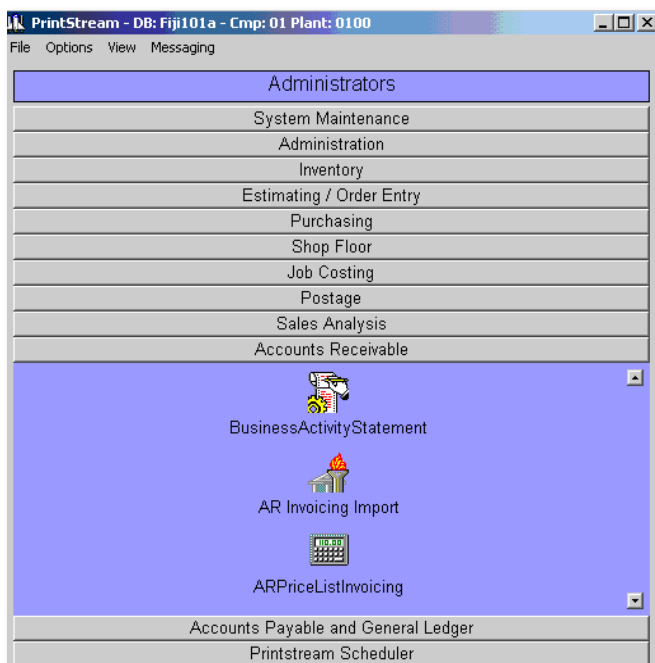 PrintStream - DB: Fiji101a - Cmp: 01 Plant: 0100
File Options View Messaging
Administrators
System Maintenance
Administration
Inventory
Estimating / Order Entry
Purchasing
Shop Floor
Job Costing
Postage
Sales Analysis
Accounts Receivable
BusinessActivityStatement
AR Invoicing Import
110.00
ARPriceListInvoicing
Accounts Payable and General Ledger
Printstream Scheduler